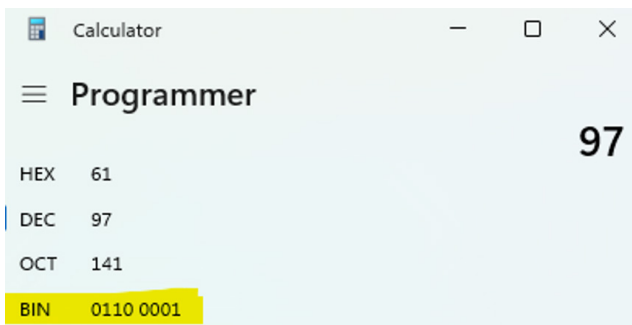 Calculator
Programmer
97
HEX 61
DEC 97
OCT 141
BIN 0110 0001